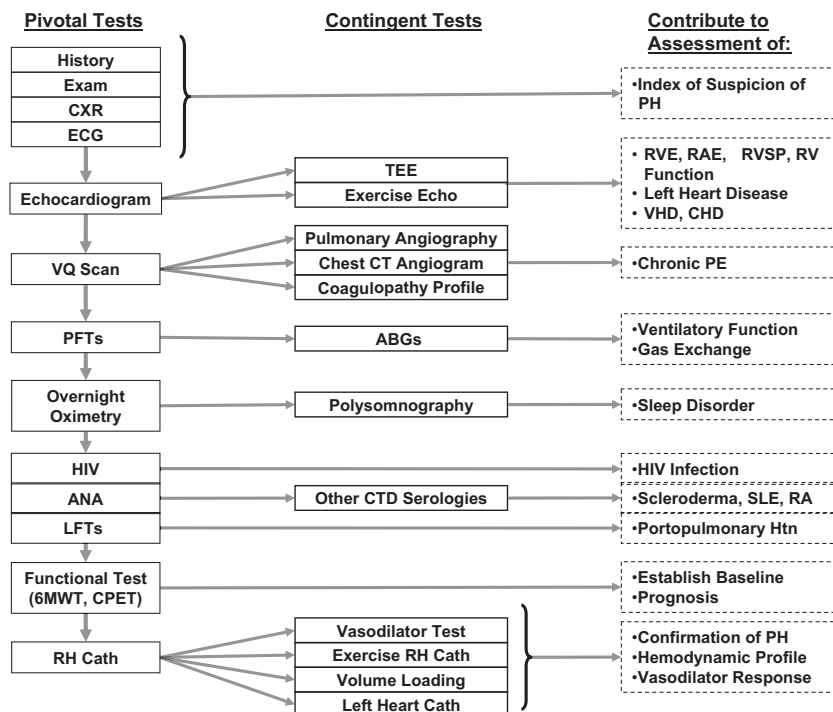 Pivotal Tests
Contingent Tests
Contribute to
Assessment of:
History
Exam
CXR
ECG
•Index of Suspicion of
PH
Echocardiogram
TEE
Exercise Echo
• RVE, RAE, RVSP, RV
Function
• Left Heart Disease
• VHD, CHD
VQ Scan
Pulmonary Angiography
Chest CT Angiogram
Coagulopathy Profile
•Chronic PE
PFTs
ABGs
•Ventilatory Function
•Gas Exchange
Overnight
Oximetry
Polysomnography
•Sleep Disorder
HIV
•HIV Infection
ANA
Other CTD Serologies
•Scleroderma, SLE, RA
LFTs
•Portopulmonary Htn
Functional Test
(6MWT, CPET)
•Establish Baseline
•Prognosis
RH Cath
Vasodilator Test
Exercise RH Cath
Volume Loading
Left Heart Cath
•Confirmation of PH
•Hemodynamic Profile
•Vasodilator Response